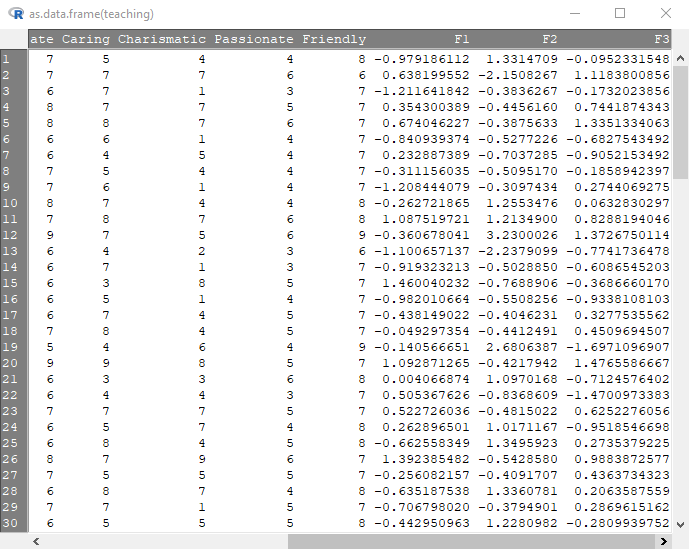 as.data.frame(teaching)
ate Caring Charismatic Passionate Friendly F1 F2 F3
1 7 5 4 4 8 -0.979186112 1.3314709 -0.0952331548
2 7 7 7 6 6 0.638199552 -2.1508267 1.1183800856
3 6 7 1 3 7 -1.211641842 -0.3836267 -0.1732023856
4 8 7 7 5 7 0.354300389 -0.4456160 0.7441874343
5 8 8 7 6 7 0.674046227 -0.3875633 1.3351334063
6 6 6 1 4 7 -0.840939374 -0.5277226 -0.6827543492
7 6 4 5 4 7 0.232887389 -0.7037285 -0.9052153492
8 7 5 4 4 7 -0.311156035 -0.5095170 -0.1858942397
9 7 6 1 4 7 -1.208444079 -0.3097434 0.2744069275
10 8 7 4 4 8 -0.262721865 1.2553476 0.0632830297
11 7 8 7 6 8 1.087519721 1.2134900 0.8288194046
12 9 7 5 6 9 -0.360678041 3.2300026 1.3726750114
13 6 4 2 3 6 -1.100657137 -2.2379099 -0.7741736478
14 6 7 1 3 7 -0.919323213 -0.5028850 -0.6086545203
15 6 3 8 5 7 1.460040232 -0.7688906 -0.3686660170
16 6 5 1 4 7 -0.982010664 -0.5508256 -0.9338108103
17 6 7 4 5 7 -0.438149022 -0.4046231 0.3277535562
18 7 8 4 5 7 -0.049297354 -0.4412491 0.4509694507
19 5 4 6 4 9 -0.140566651 2.6806387 -1.6971096907
20 9 9 8 5 7 1.092871265 -0.4217942 1.4765586667
21 6 3 3 6 8 0.004066874 1.0970168 -0.7124576402
22 6 4 4 3 7 0.505367626 -0.8368609 -1.4700973383
23 7 7 7 5 7 0.522726036 -0.4815022 0.6252276056
24 6 5 7 4 8 0.262896501 1.0171167 -0.9518546698
25 6 8 4 5 8 -0.662558349 1.3495923 0.2735379225
26 8 7 9 6 7 1.392385482 -0.5428580 0.9883872577
27 7 5 5 5 7 -0.256082157 -0.4091707 0.4363734323
28 6 8 7 4 8 -0.635187538 1.3360781 0.2063587559
29 7 7 1 5 7 -0.706798020 -0.3794901 0.2869615162
30 6 5 5 5 8 -0.442950963 1.2280982 -0.2809939752